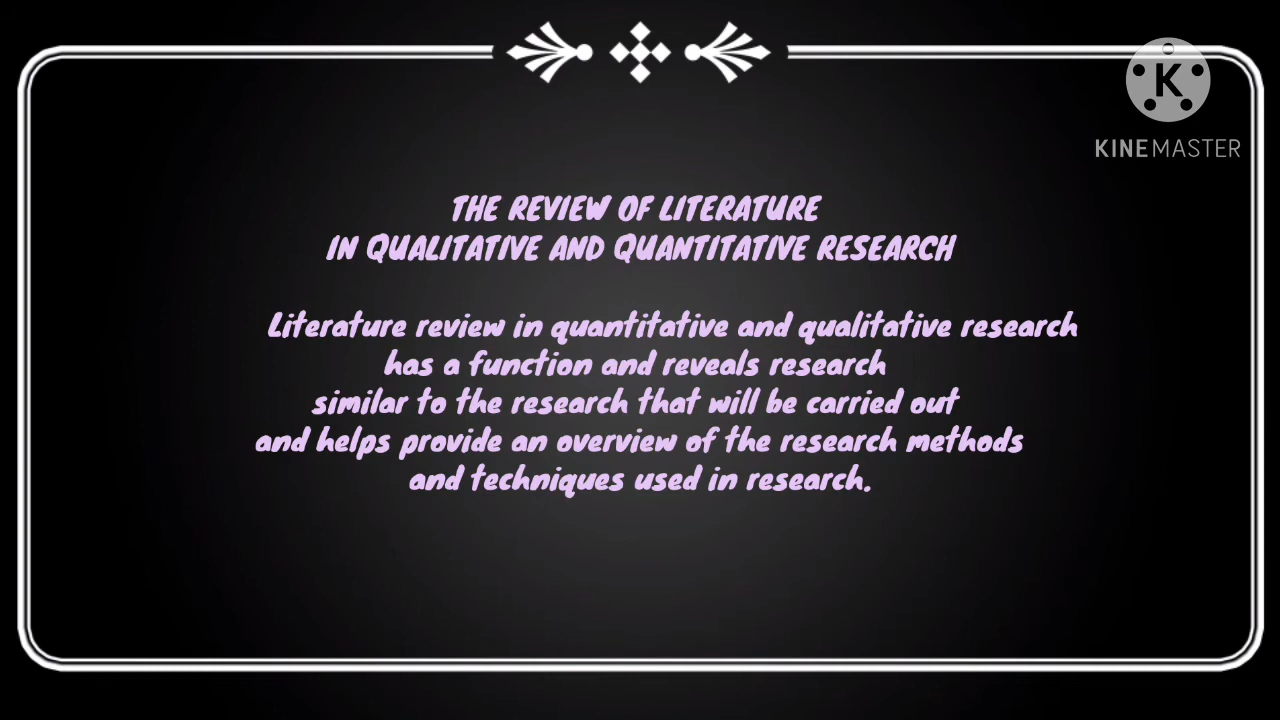 K
KINEMASTER
THE REVIEW OF LITERATURE
IN QUALITATIVE AND QUANTITATIVE RESEARCH
Literature review in quantitative and qualitative research
has a function and reveals research
similar to the research that will be carried out
and helps provide an overview of the research methods
and techniques used in research.